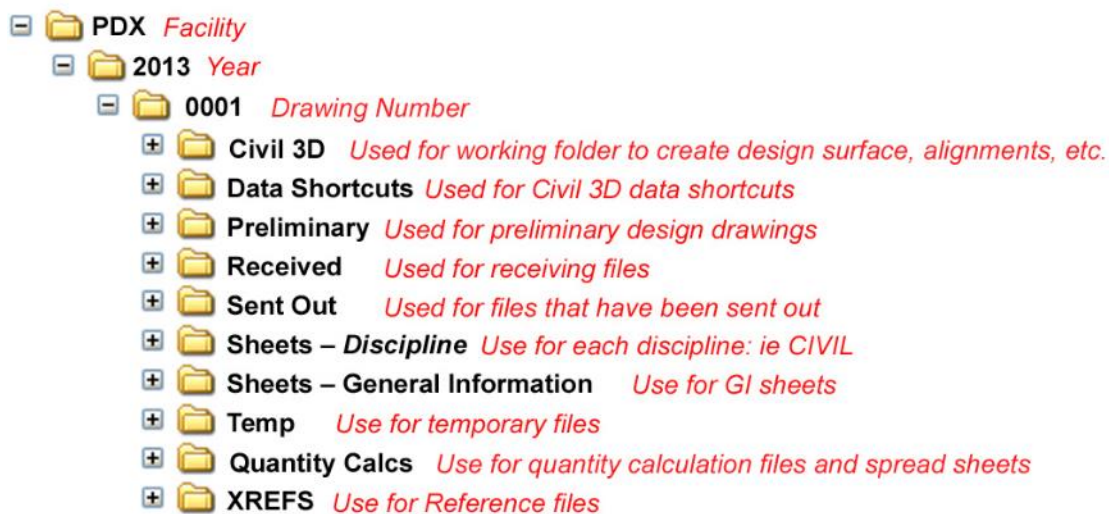 PDX Facility
2013 Year
0001 Drawing Number
Civil 3D Used for working folder to create design surface, alignments, etc.
Data Shortcuts Used for Civil 3D data shortcuts
Preliminary Used for preliminary design drawings
Received Used for receiving files
Sent Out Used for files that have been sent out
Sheets – Discipline Use for each discipline: ie CIVIL
Sheets – General Information Use for GI sheets
Temp Use for temporary files
Quantity Calcs Use for quantity calculation files and spread sheets
XREFS Use for Reference files